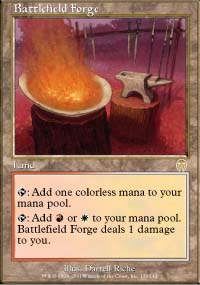 Battlefield Forge
Land
: Add one colorless mana to
your mana pool.
: Add or to your mana pool.
Battlefield Forge deals 1 damage
to you.
Illus. Darrell Riche